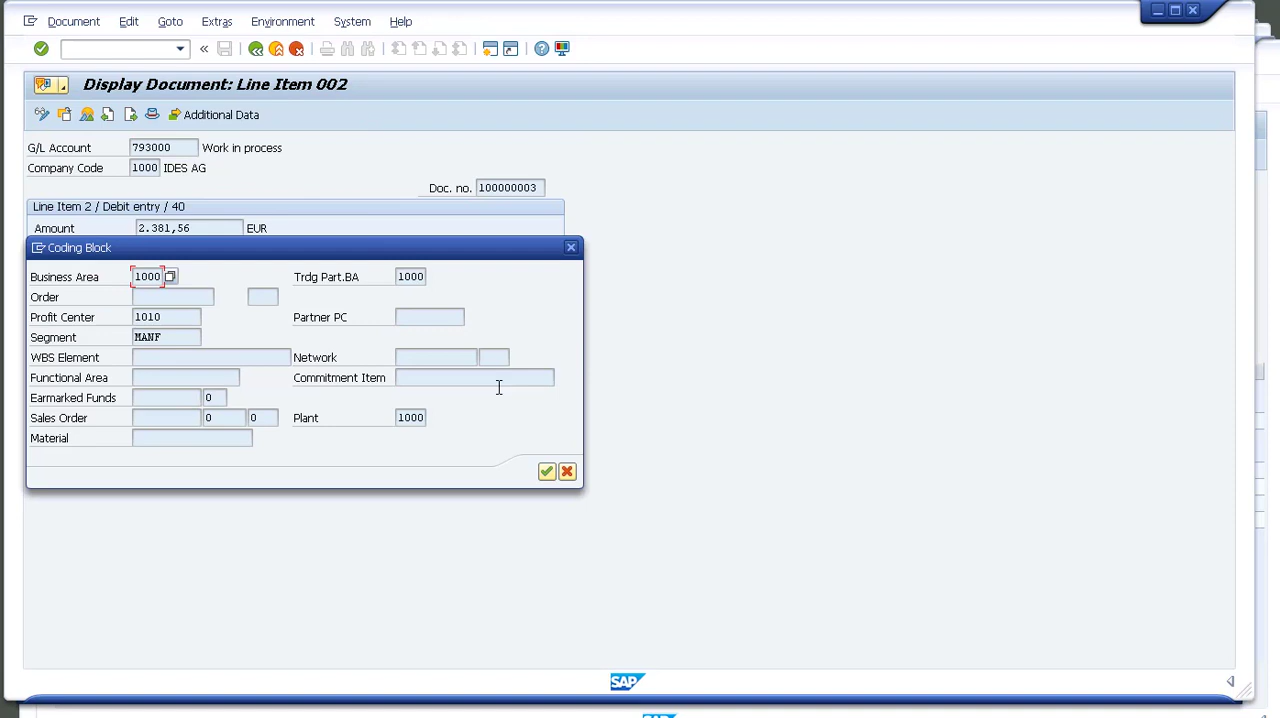 Document Edit Goto Extras Environment System Help
Display Document: Line Item 002
Additional Data
G/L Account 793000 Work in process
Company Code 1000 IDES AG
Doc. no. 100000003
Line Item 2 / Debit entry / 40
Amount 2.381,56 EUR
Coding Block
Business Area 1000 Trdg Part.BA 1000
Order
Profit Center 1010 Partner PC
Segment MANF
WBS Element Network
Functional Area Commitment Item
Earmarked Funds 0
Sales Order 0 0 Plant 1000
Material
SAP
SAP